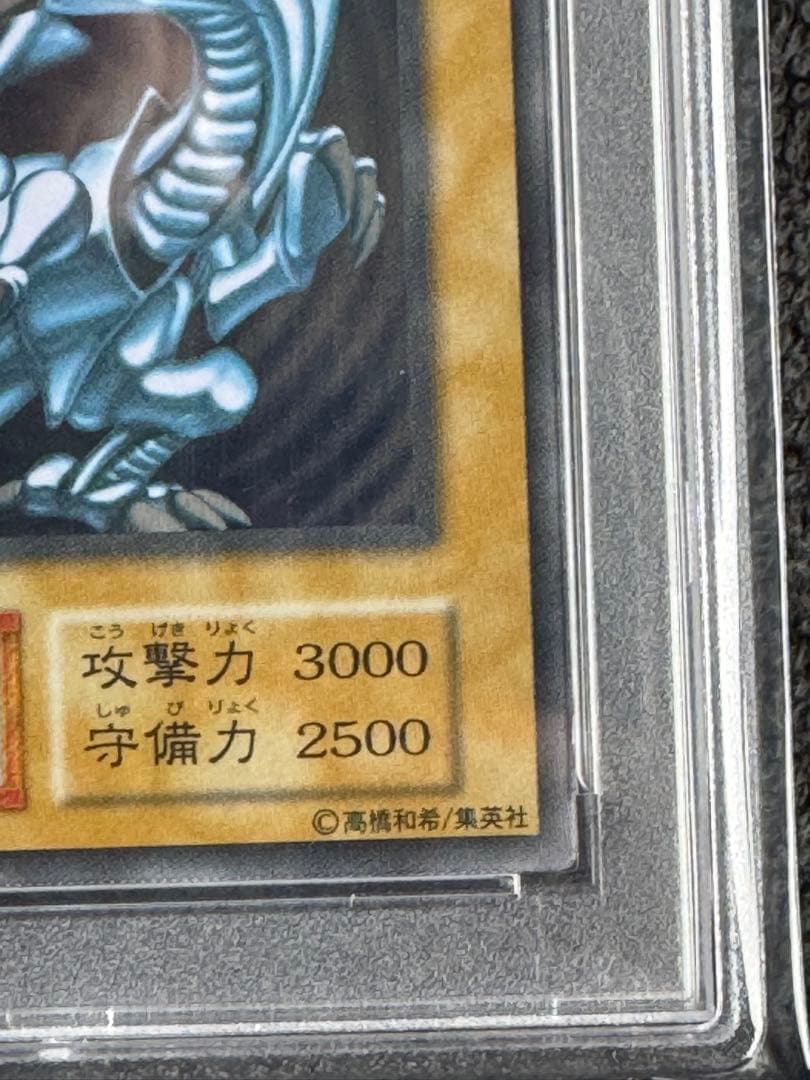 こう げき りょく
攻撃力 3000
しゅ び りょく
守備力 2500
©高橋和希/集英社